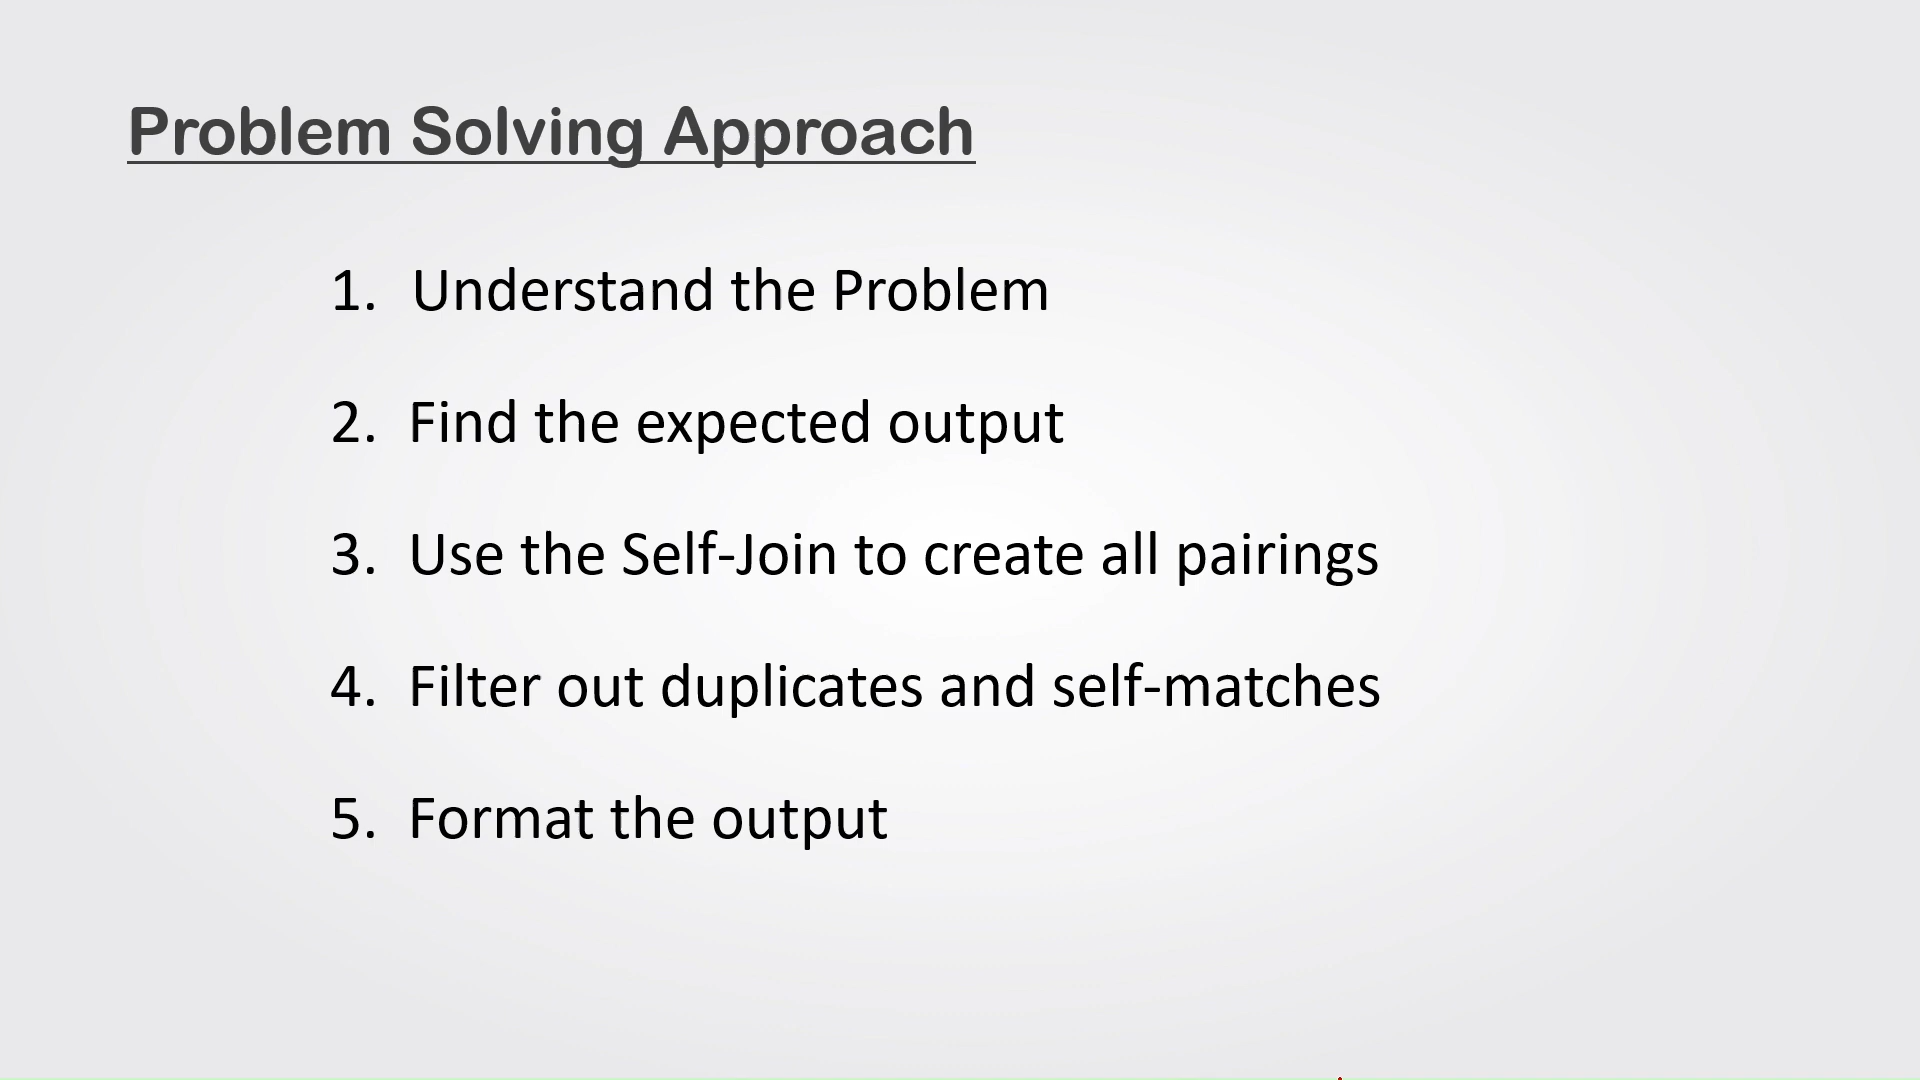 Problem Solving Approach
1. Understand the Problem
2. Find the expected output
3. Use the Self-Join to create all pairings
4. Filter out duplicates and self-matches
5. Format the output